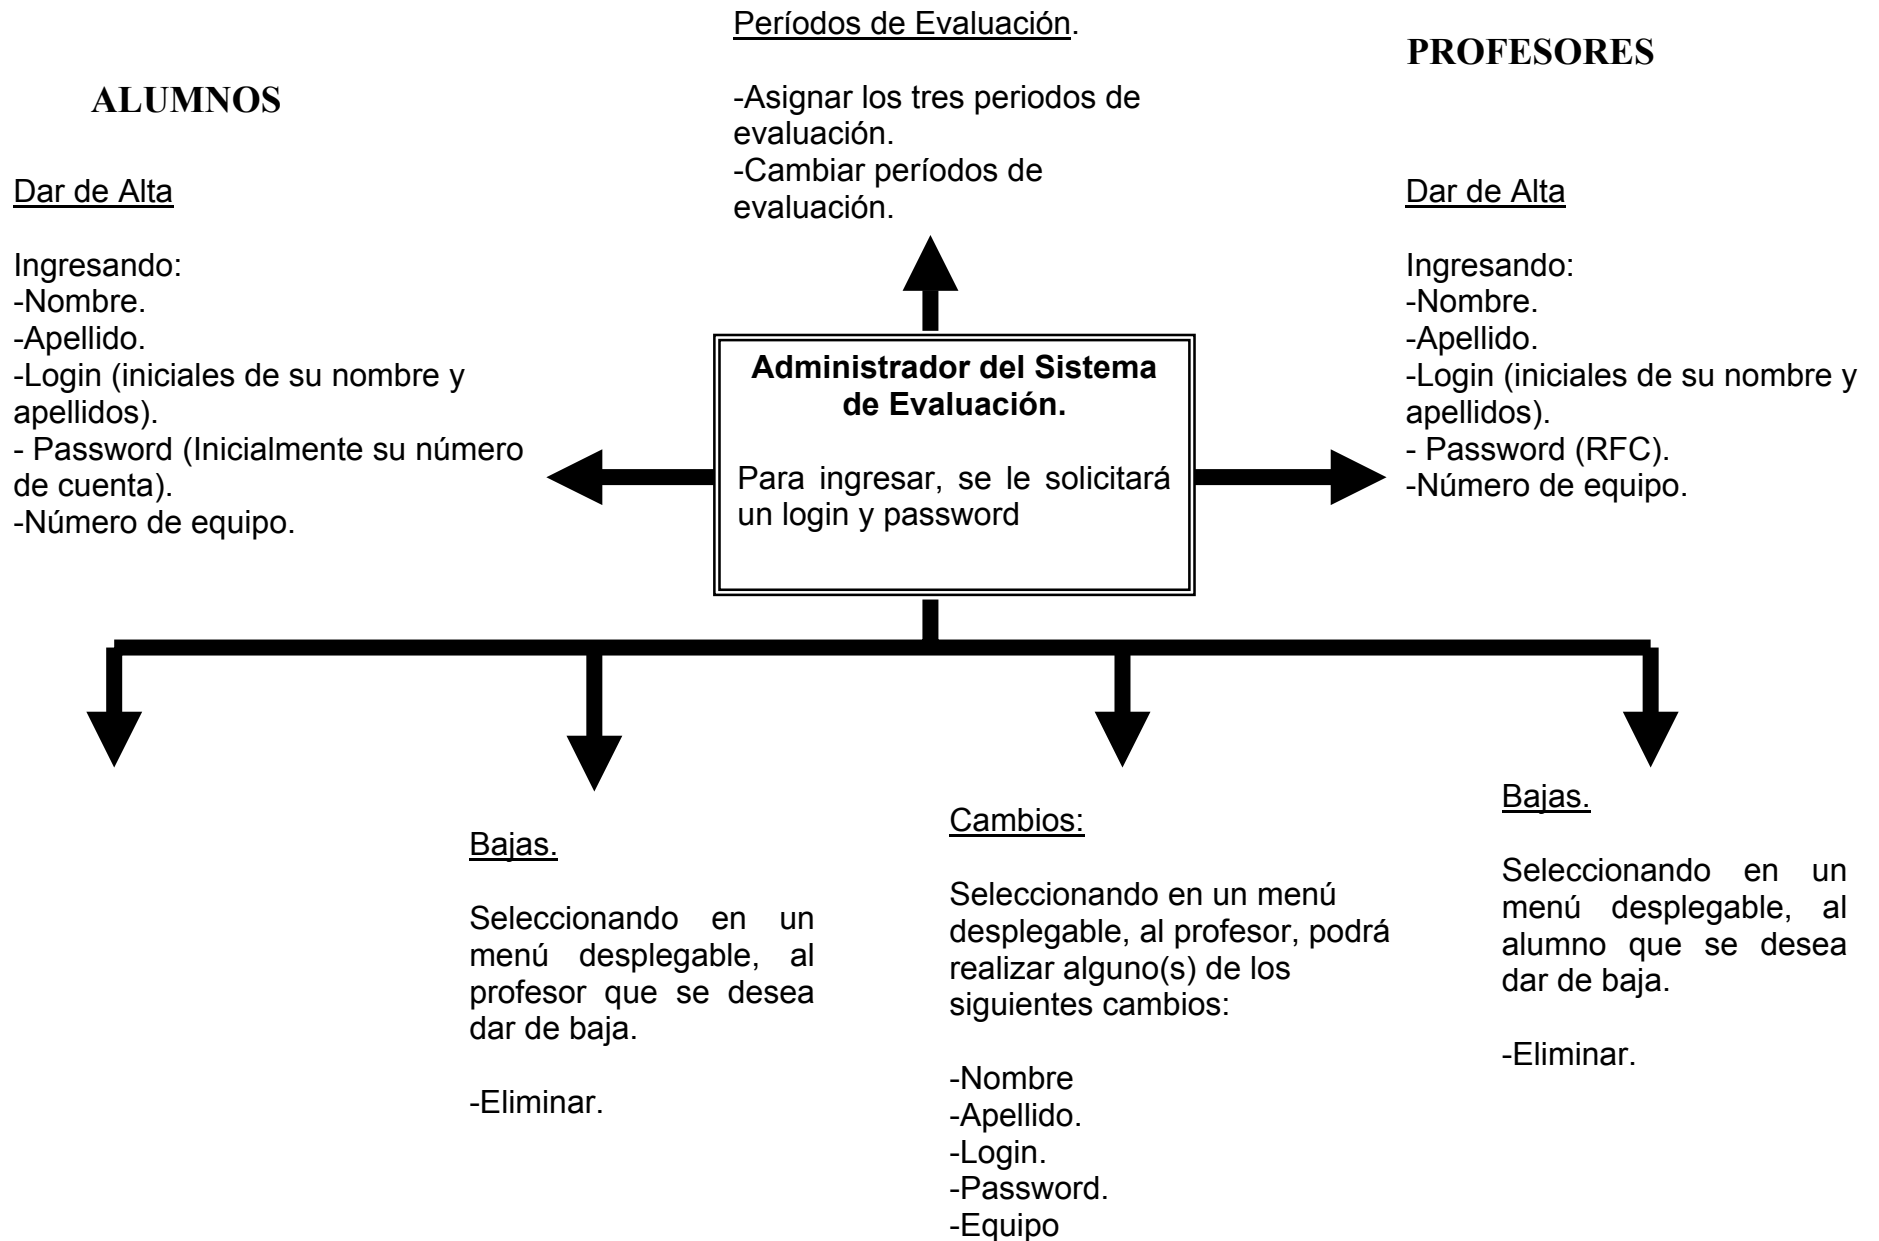 Períodos de Evaluación.
-Asignar los tres periodos de
evaluación.
-Cambiar períodos de
evaluación.
PROFESORES
ALUMNOS
Dar de Alta
Ingresando:
-Nombre.
-Apellido.
-Login (iniciales de su nombre y
apellidos).
- Password (Inicialmente su número
de cuenta).
-Número de equipo.
Administrador del Sistema
de Evaluación.
Para ingresar, se le solicitará
un login y password
Dar de Alta
Ingresando:
-Nombre.
-Apellido.
-Login (iniciales de su nombre y
apellidos).
- Password (RFC).
-Número de equipo.
Bajas.
Seleccionando en un
menú desplegable, al
profesor que se desea
dar de baja.
-Eliminar.
Cambios:
Seleccionando en un menú
desplegable, al profesor, podrá
realizar alguno(s) de los
siguientes cambios:
-Nombre
-Apellido.
-Login.
-Password.
-Equipo
Bajas.
Seleccionando en un
menú desplegable, al
alumno que se desea
dar de baja.
-Eliminar.